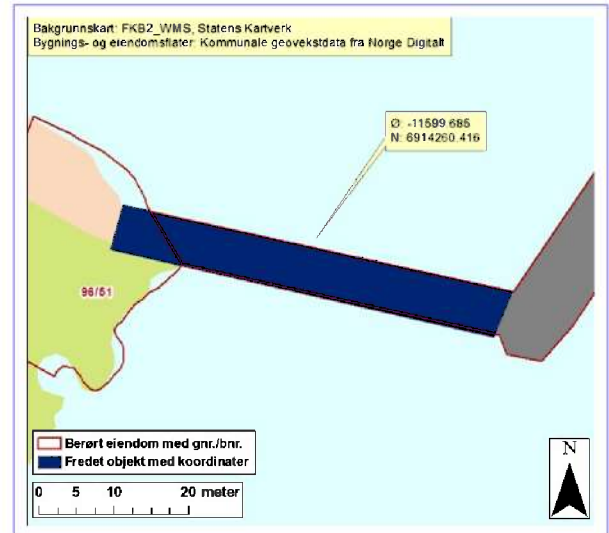 Bakgrunnskart: FKB2_WMS, Statens Kartverk
Bygnings- og eiendomsflater: Kommunale geovekstdata fra Norge Digitalt
Ø: -11599.685
N: 6914260.416
96/51
Berørt eiendom med gnr./bnr.
Fredet objekt med koordinater
0 5 10 20 meter
N